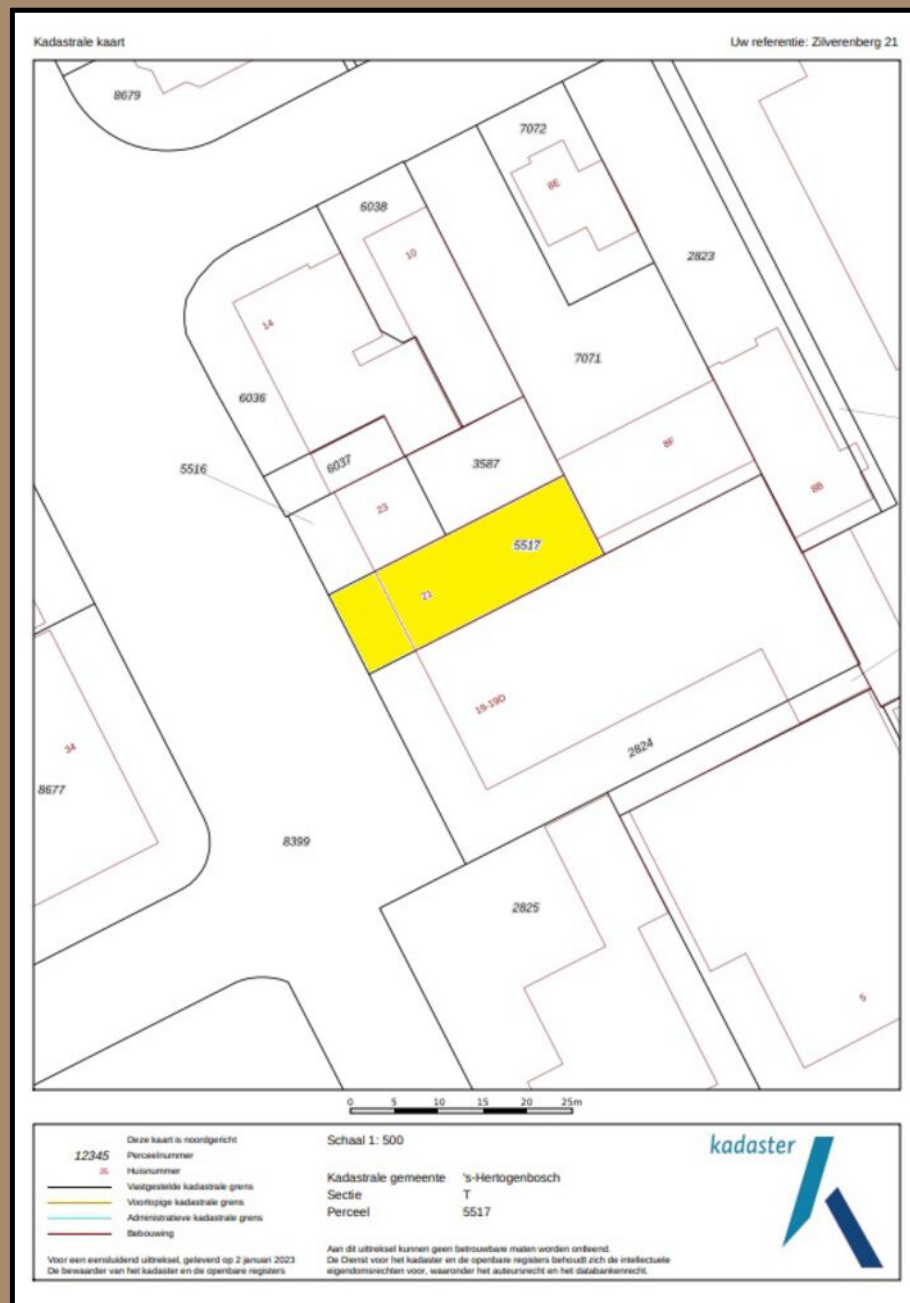 Kadastrale kaart
Uw referentie: Zilverenberg 21
8679
7072
8E
6038
10
2823
14
7071
6036
8F
6037
3587
5516
23
8B
5517
21
19-19D
34
2824
8677
8399
2825
5
0 5 10 15 20 25m
Deze kaart is noordgericht
12345 Perceelnummer
25 Huisnummer
Vastgestelde kadastrale grens
Voorlopige kadastrale grens
Administratieve kadastrale grens
Bebouwing
Voor een eensluidend uittreksel, geleverd op 2 januari 2023
De bewaarder van het kadaster en de openbare registers
Schaal 1: 500
Kadastrale gemeente 's-Hertogenbosch
Sectie T
Perceel 5517
Aan dit uittreksel kunnen geen betrouwbare maten worden ontleend.
De Dienst voor het kadaster en de openbare registers behoudt zich de intellectuele
eigendomsrechten voor, waaronder het auteursrecht en het databankenrecht.
kadaster